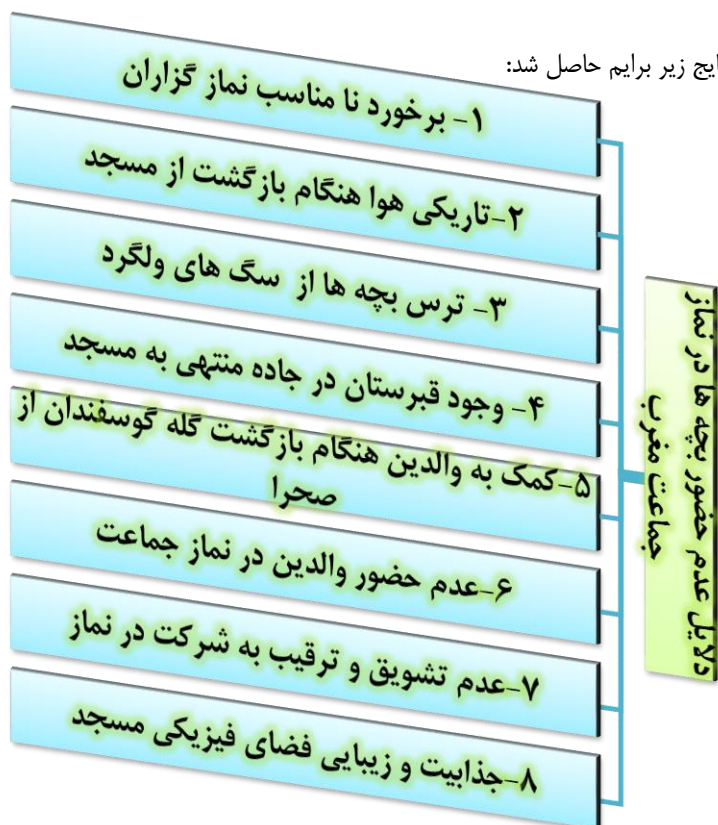 ایج زیر برایم حاصل شد:
دلایل عدم حضور بچه ها در نماز
جماعت مغرب
۱- برخورد نا مناسب نماز گزاران
۲-تاریکی هوا هنگام بازگشت از مسجد
۳- ترس بچه ها از سگ های ولگرد
۴- وجود قبرستان در جاده منتهی به مسجد
۵-کمک به والدین هنگام بازگشت گله گوسفندان از
صحرا
۶-عدم حضور والدین در نماز جماعت
۷-عدم تشویق و ترقیب به شرکت در نماز
۸-جذابیت و زیبایی فضای فیزیکی مسجد